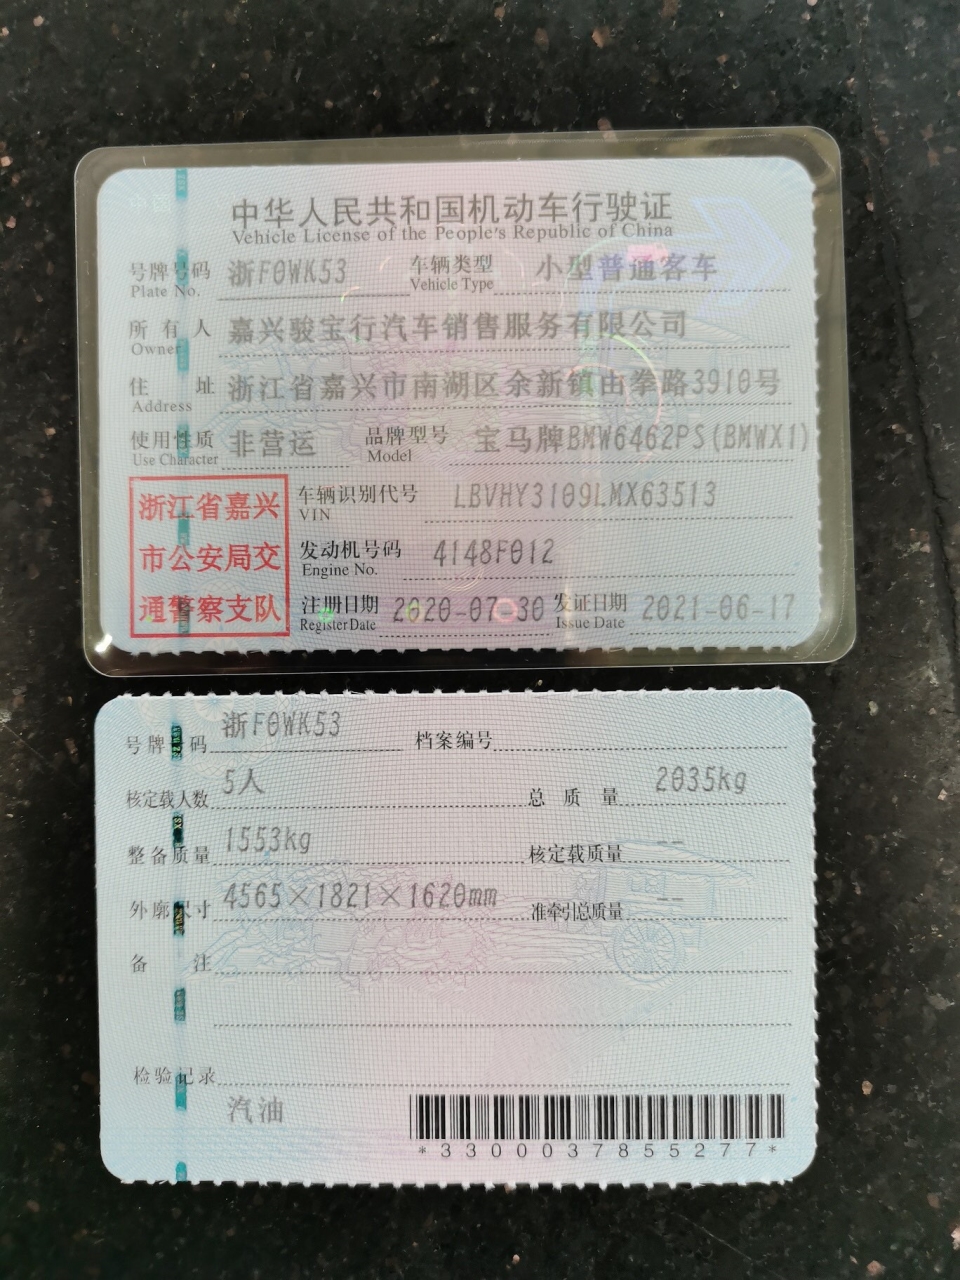 中华人民共和国机动车行驶证
Vehicle License of the People's Republic of China
号牌号码 浙F0WK53 车辆类型 小型普通客车
Plate No. Vehicle Type
所有人 嘉兴骏宝行汽车销售服务有限公司
Owner
住址 浙江省嘉兴市南湖区余新镇由拳路3910号
Address
使用性质 非营运 品牌型号 宝马牌BMW6462PS(BMWX1)
Use Character Model
浙江省嘉兴
市公安局交
通警察支队
车辆识别代号 LBVHY3109LMX63513
VIN
发动机号码 4148F012
Engine No.
注册日期 2020-07-30 发证日期 2021-06-17
Register Date Issue Date
号牌号码 浙F0WK53 档案编号
核定载人数 5人 总质量 2035kg
整备质量 1553kg 核定载质量 --
外廓尺寸 4565×1821×1620mm 准牵引总质量 --
备注
检验记录
汽油
*3300037855277*